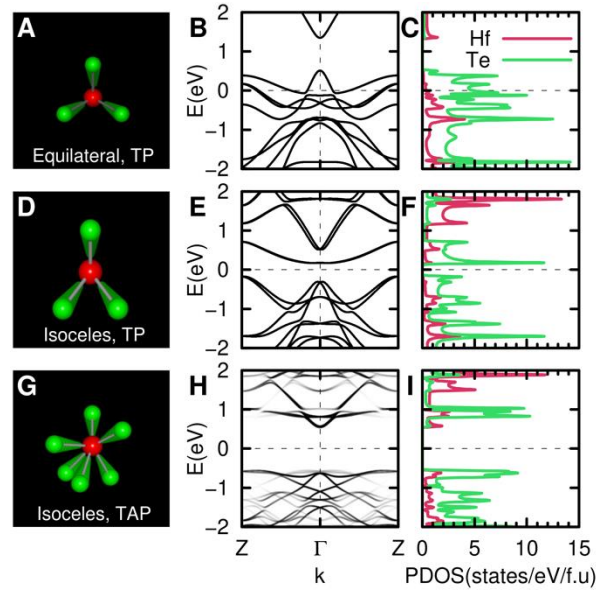 A
Equilateral, TP
B
E(eV)
2
1
0
−1
−2
C
Hf
Te
D
Isoceles, TP
E
E(eV)
2
1
0
−1
−2
F
G
Isoceles, TAP
H
E(eV)
2
1
0
−1
−2
Z Γ Z
k
I
0 5 10 15
PDOS(states/eV/f.u)